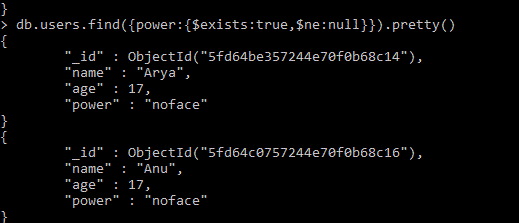 }
> db.users.find({power:{$exists:true,$ne:null}}).pretty()
{
        "_id" : ObjectId("5fd64be357244e70f0b68c14"),
        "name" : "Arya",
        "age" : 17,
        "power" : "noface"
}
{
        "_id" : ObjectId("5fd64c0757244e70f0b68c16"),
        "name" : "Anu",
        "age" : 17,
        "power" : "noface"
}